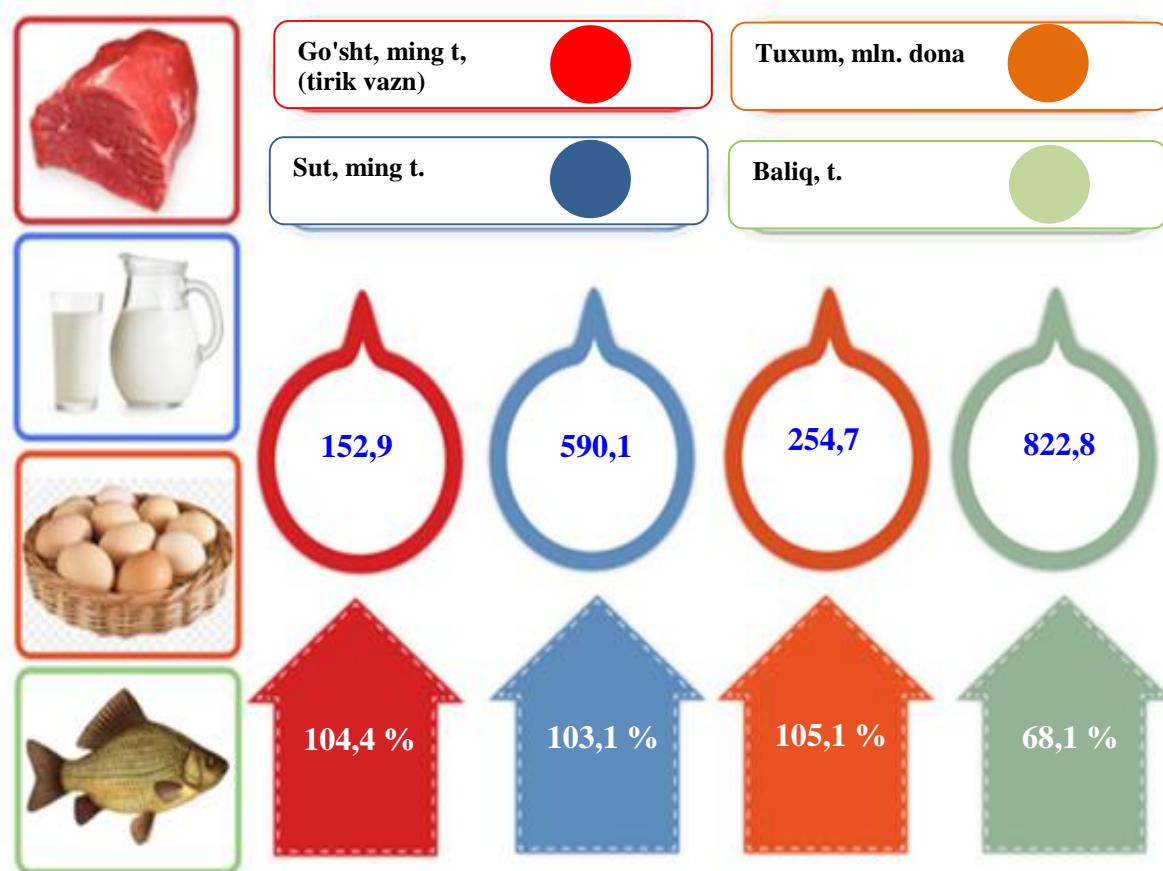 Go'sht, ming t,
(tirik vazn)
Tuxum, mln. dona
Sut, ming t.
Baliq, t.
152,9
590,1
254,7
822,8
104,4 %
103,1 %
105,1 %
68,1 %